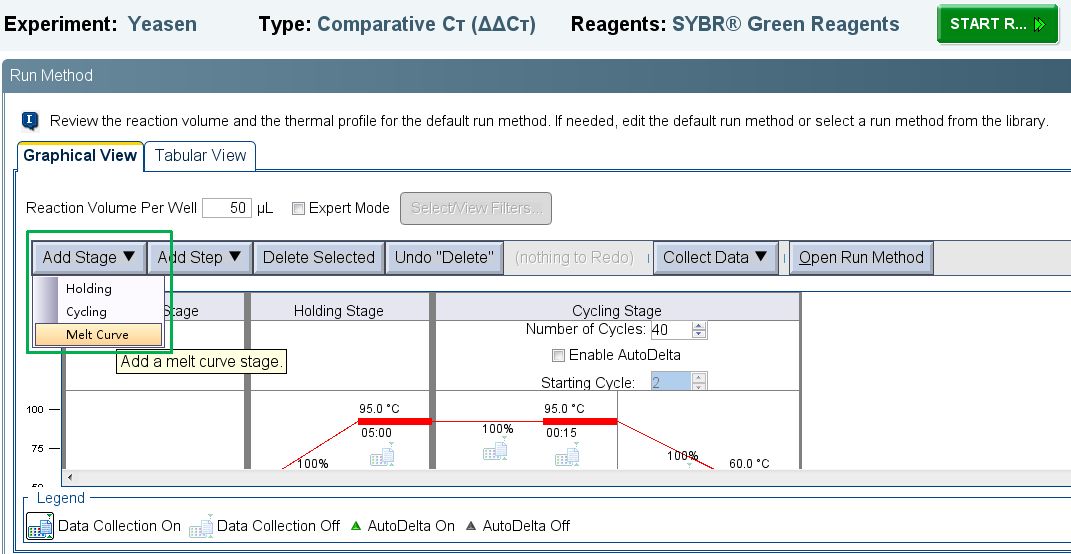 Experiment: Yeasen Type: Comparative Cᴛ (ΔΔCᴛ) Reagents: SYBR® Green Reagents START R...
Run Method
Review the reaction volume and the thermal profile for the default run method. If needed, edit the default run method or select a run method from the library.
Graphical View Tabular View
Reaction Volume Per Well 50 µL Expert Mode Select/View Filters...
Add Stage ▼ Add Step ▼ Delete Selected Undo "Delete" (nothing to Redo) Collect Data ▼ Open Run Method
Holding
Cycling
Melt Curve
Add a melt curve stage.
Stage Holding Stage Cycling Stage
Number of Cycles: 40
Enable AutoDelta
Starting Cycle: 2
100 95.0 °C 95.0 °C
05:00 100% 00:15
75 100% 100% 60.0 °C
Legend
Data Collection On Data Collection Off AutoDelta On AutoDelta Off